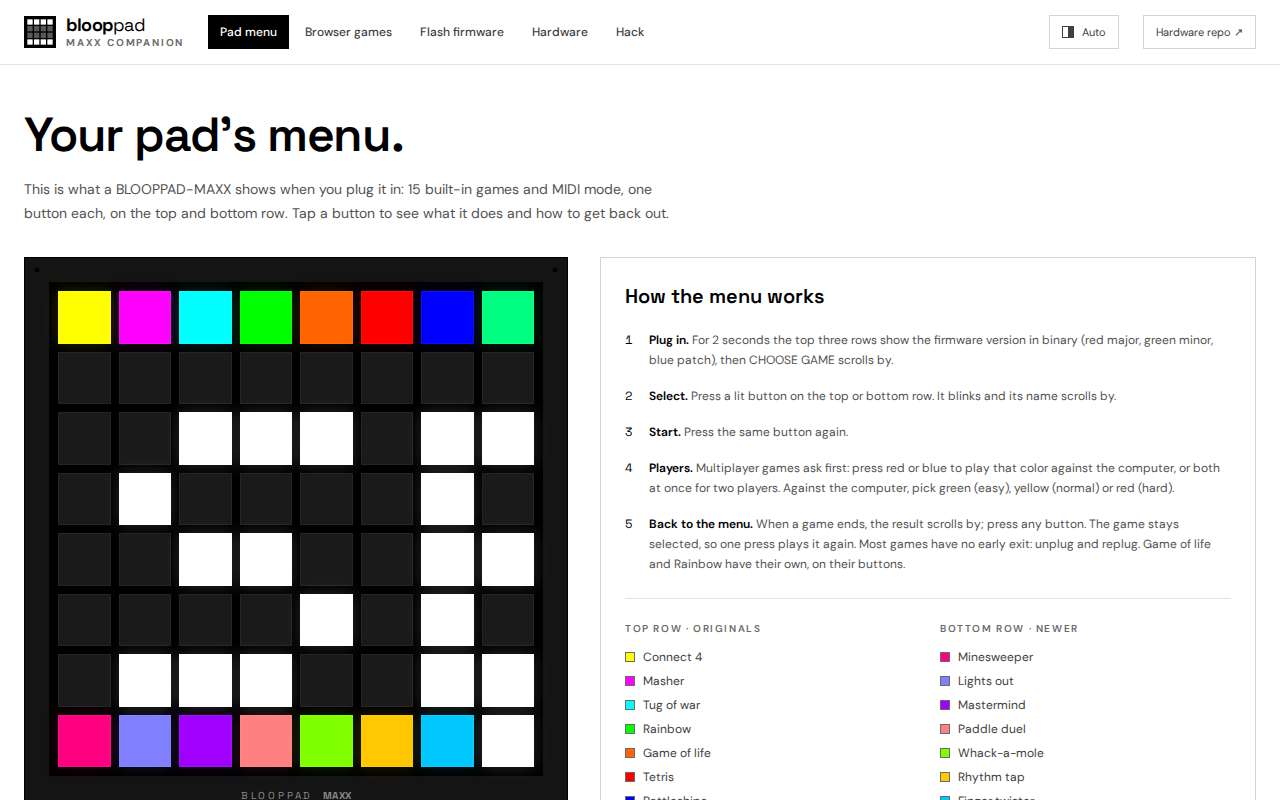 blooppad
MAXX COMPANION
Pad menu
Browser games
Flash firmware
Hardware
Hack
Auto
Hardware repo ↗
Your pad’s menu.
This is what a BLOOPPAD-MAXX shows when you plug it in: 15 built-in games and MIDI mode, one
button each, on the top and bottom row. Tap a button to see what it does and how to get back out.
BLOOPPAD MAXX
How the menu works
1 Plug in. For 2 seconds the top three rows show the firmware version in binary (red major, green minor,
blue patch), then CHOOSE GAME scrolls by.
2 Select. Press a lit button on the top or bottom row. It blinks and its name scrolls by.
3 Start. Press the same button again.
4 Players. Multiplayer games ask first: press red or blue to play that color against the computer, or both
at once for two players. Against the computer, pick green (easy), yellow (normal) or red (hard).
5 Back to the menu. When a game ends, the result scrolls by; press any button. The game stays
selected, so one press plays it again. Most games have no early exit: unplug and replug. Game of life
and Rainbow have their own, on their buttons.
TOP ROW · ORIGINALS
Connect 4
Masher
Tug of war
Rainbow
Game of life
Tetris
Battleships
BOTTOM ROW · NEWER
Minesweeper
Lights out
Mastermind
Paddle duel
Whack-a-mole
Rhythm tap
Finger twister